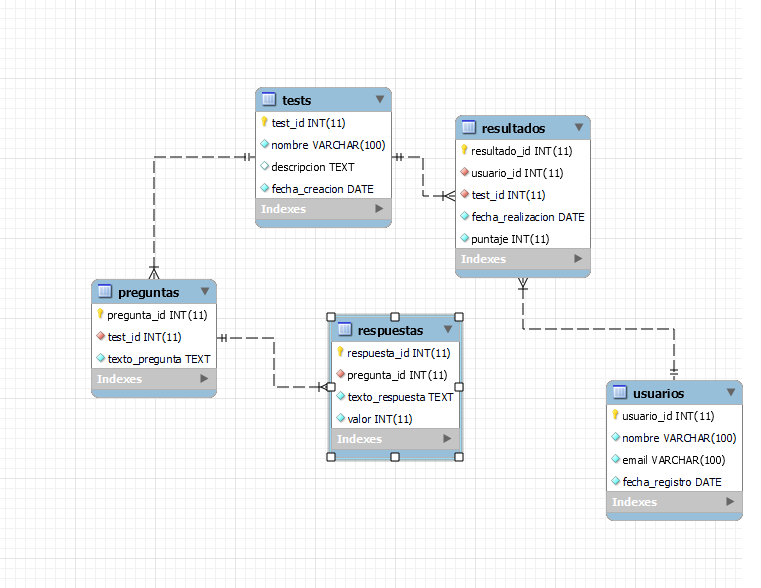 tests
test_id INT(11)
nombre VARCHAR(100)
descripcion TEXT
fecha_creacion DATE
Indexes
resultados
resultado_id INT(11)
usuario_id INT(11)
test_id INT(11)
fecha_realizacion DATE
puntaje INT(11)
Indexes
preguntas
pregunta_id INT(11)
test_id INT(11)
texto_pregunta TEXT
Indexes
respuestas
respuesta_id INT(11)
pregunta_id INT(11)
texto_respuesta TEXT
valor INT(11)
Indexes
usuarios
usuario_id INT(11)
nombre VARCHAR(100)
email VARCHAR(100)
fecha_registro DATE
Indexes